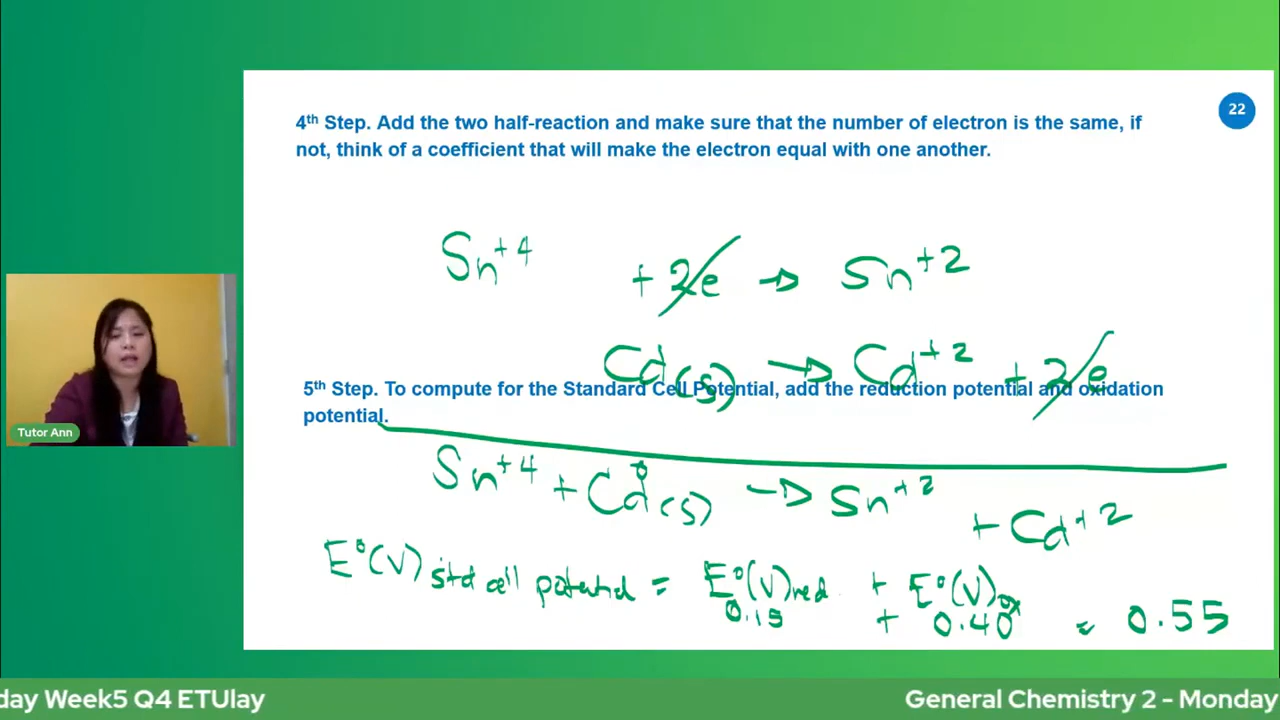 22
4th Step. Add the two half-reaction and make sure that the number of electron is the same, if
not, think of a coefficient that will make the electron equal with one another.
Sn+4 + 2e → Sn+2
Cd(s) → Cd+2 + 2e
5th Step. To compute for the Standard Cell Potential, add the reduction potential and oxidation
potential.
Sn+4 + Cd°(s) → Sn+2 + Cd+2
E°(V) std cell potential = E°(V)red + E°(V)ox
0.15 + 0.40 = 0.55
Tutor Ann
day Week5 Q4 ETUlay
General Chemistry 2 - Monday